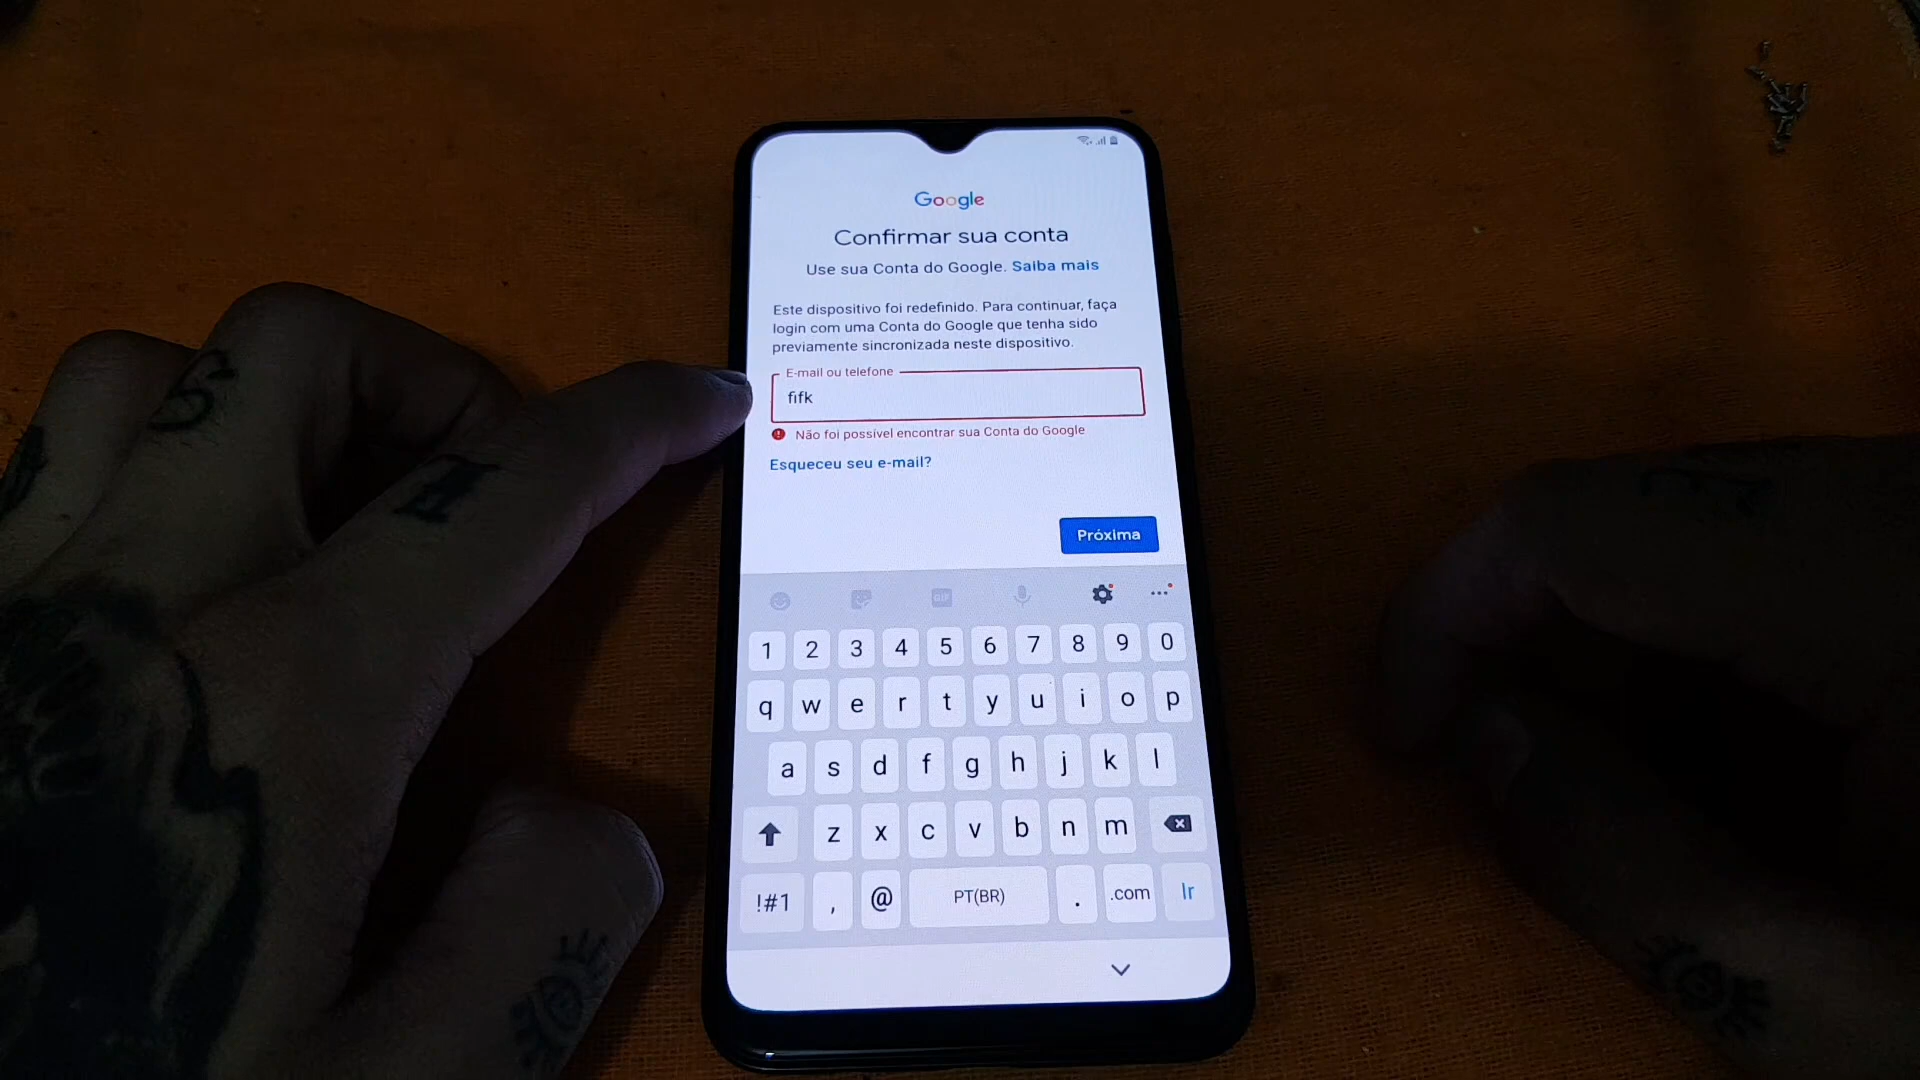 Google
Confirmar sua conta
Use sua Conta do Google. Saiba mais
Este dispositivo foi redefinido. Para continuar, faça
login com uma Conta do Google que tenha sido
previamente sincronizada neste dispositivo.
E-mail ou telefone
fifk
Não foi possível encontrar sua Conta do Google
Esqueceu seu e-mail?
Próxima
GIF
1 2 3 4 5 6 7 8 9 0
q w e r t y u i o p
a s d f g h j k l
z x c v b n m
!#1 , @ PT(BR) . .com Ir